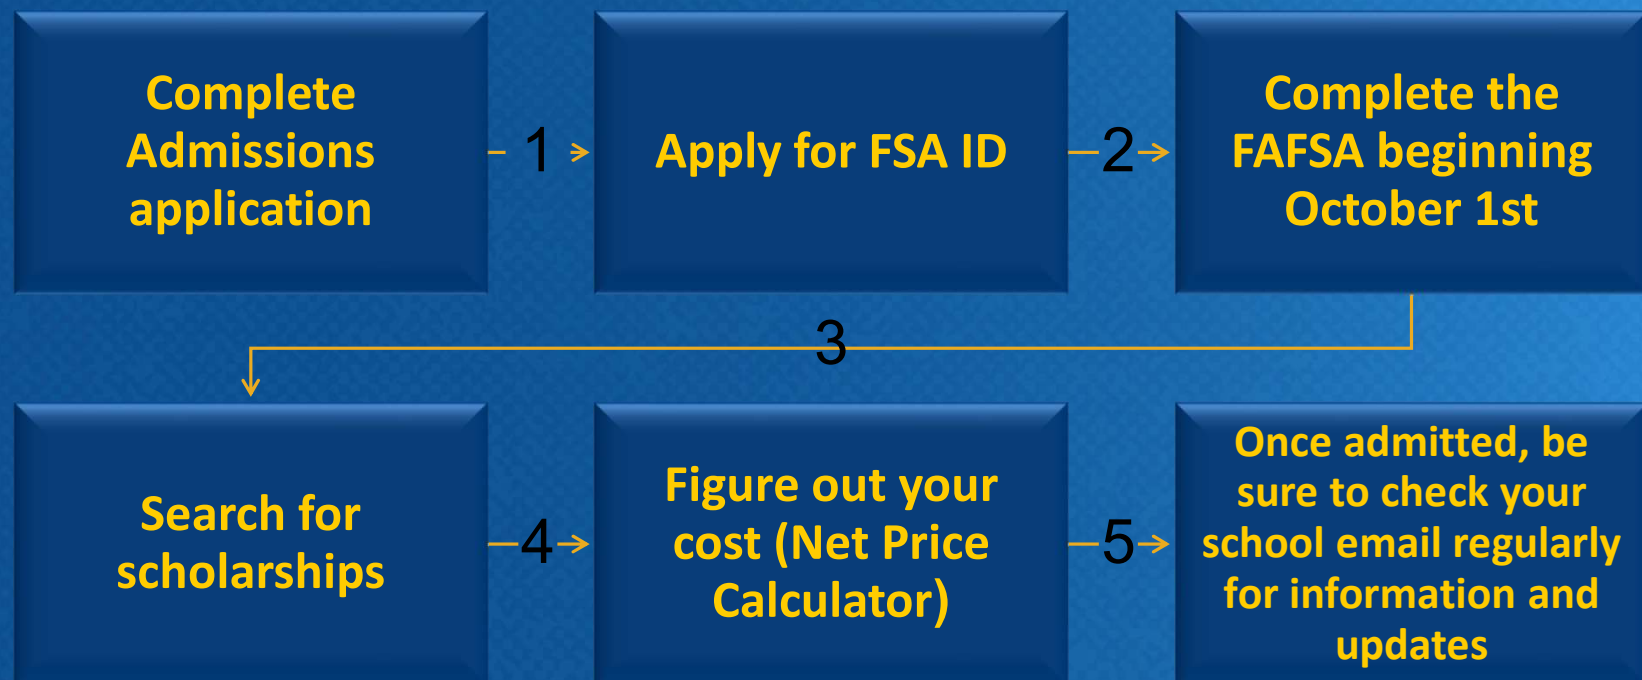 Complete
Admissions
application
1
Apply for FSA ID
2
Complete the
FAFSA beginning
October 1st
3
Search for
scholarships
4
Figure out your
cost (Net Price
Calculator)
5
Once admitted, be
sure to check your
school email regularly
for information and
updates